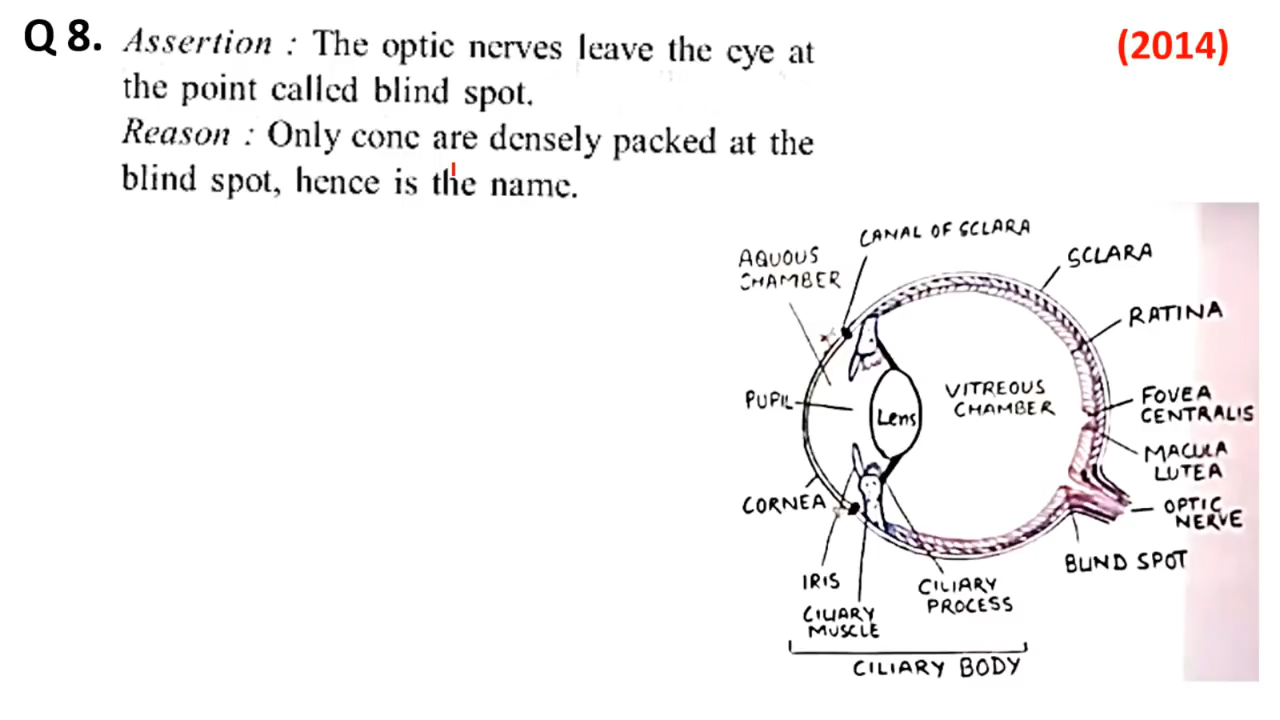 Q 8. Assertion : The optic nerves leave the eye at (2014)
the point called blind spot.
Reason : Only cone are densely packed at the
blind spot, hence is the name.
CANAL OF SCLARA
AQUOUS
CHAMBER
SCLARA
RATINA
PUPIL
Lens
VITREOUS
CHAMBER
FOVEA
CENTRALIS
MACULA
LUTEA
CORNEA
OPTIC
NERVE
BLIND SPOT
IRIS
CILIARY
PROCESS
CILIARY
MUSCLE
CILIARY BODY